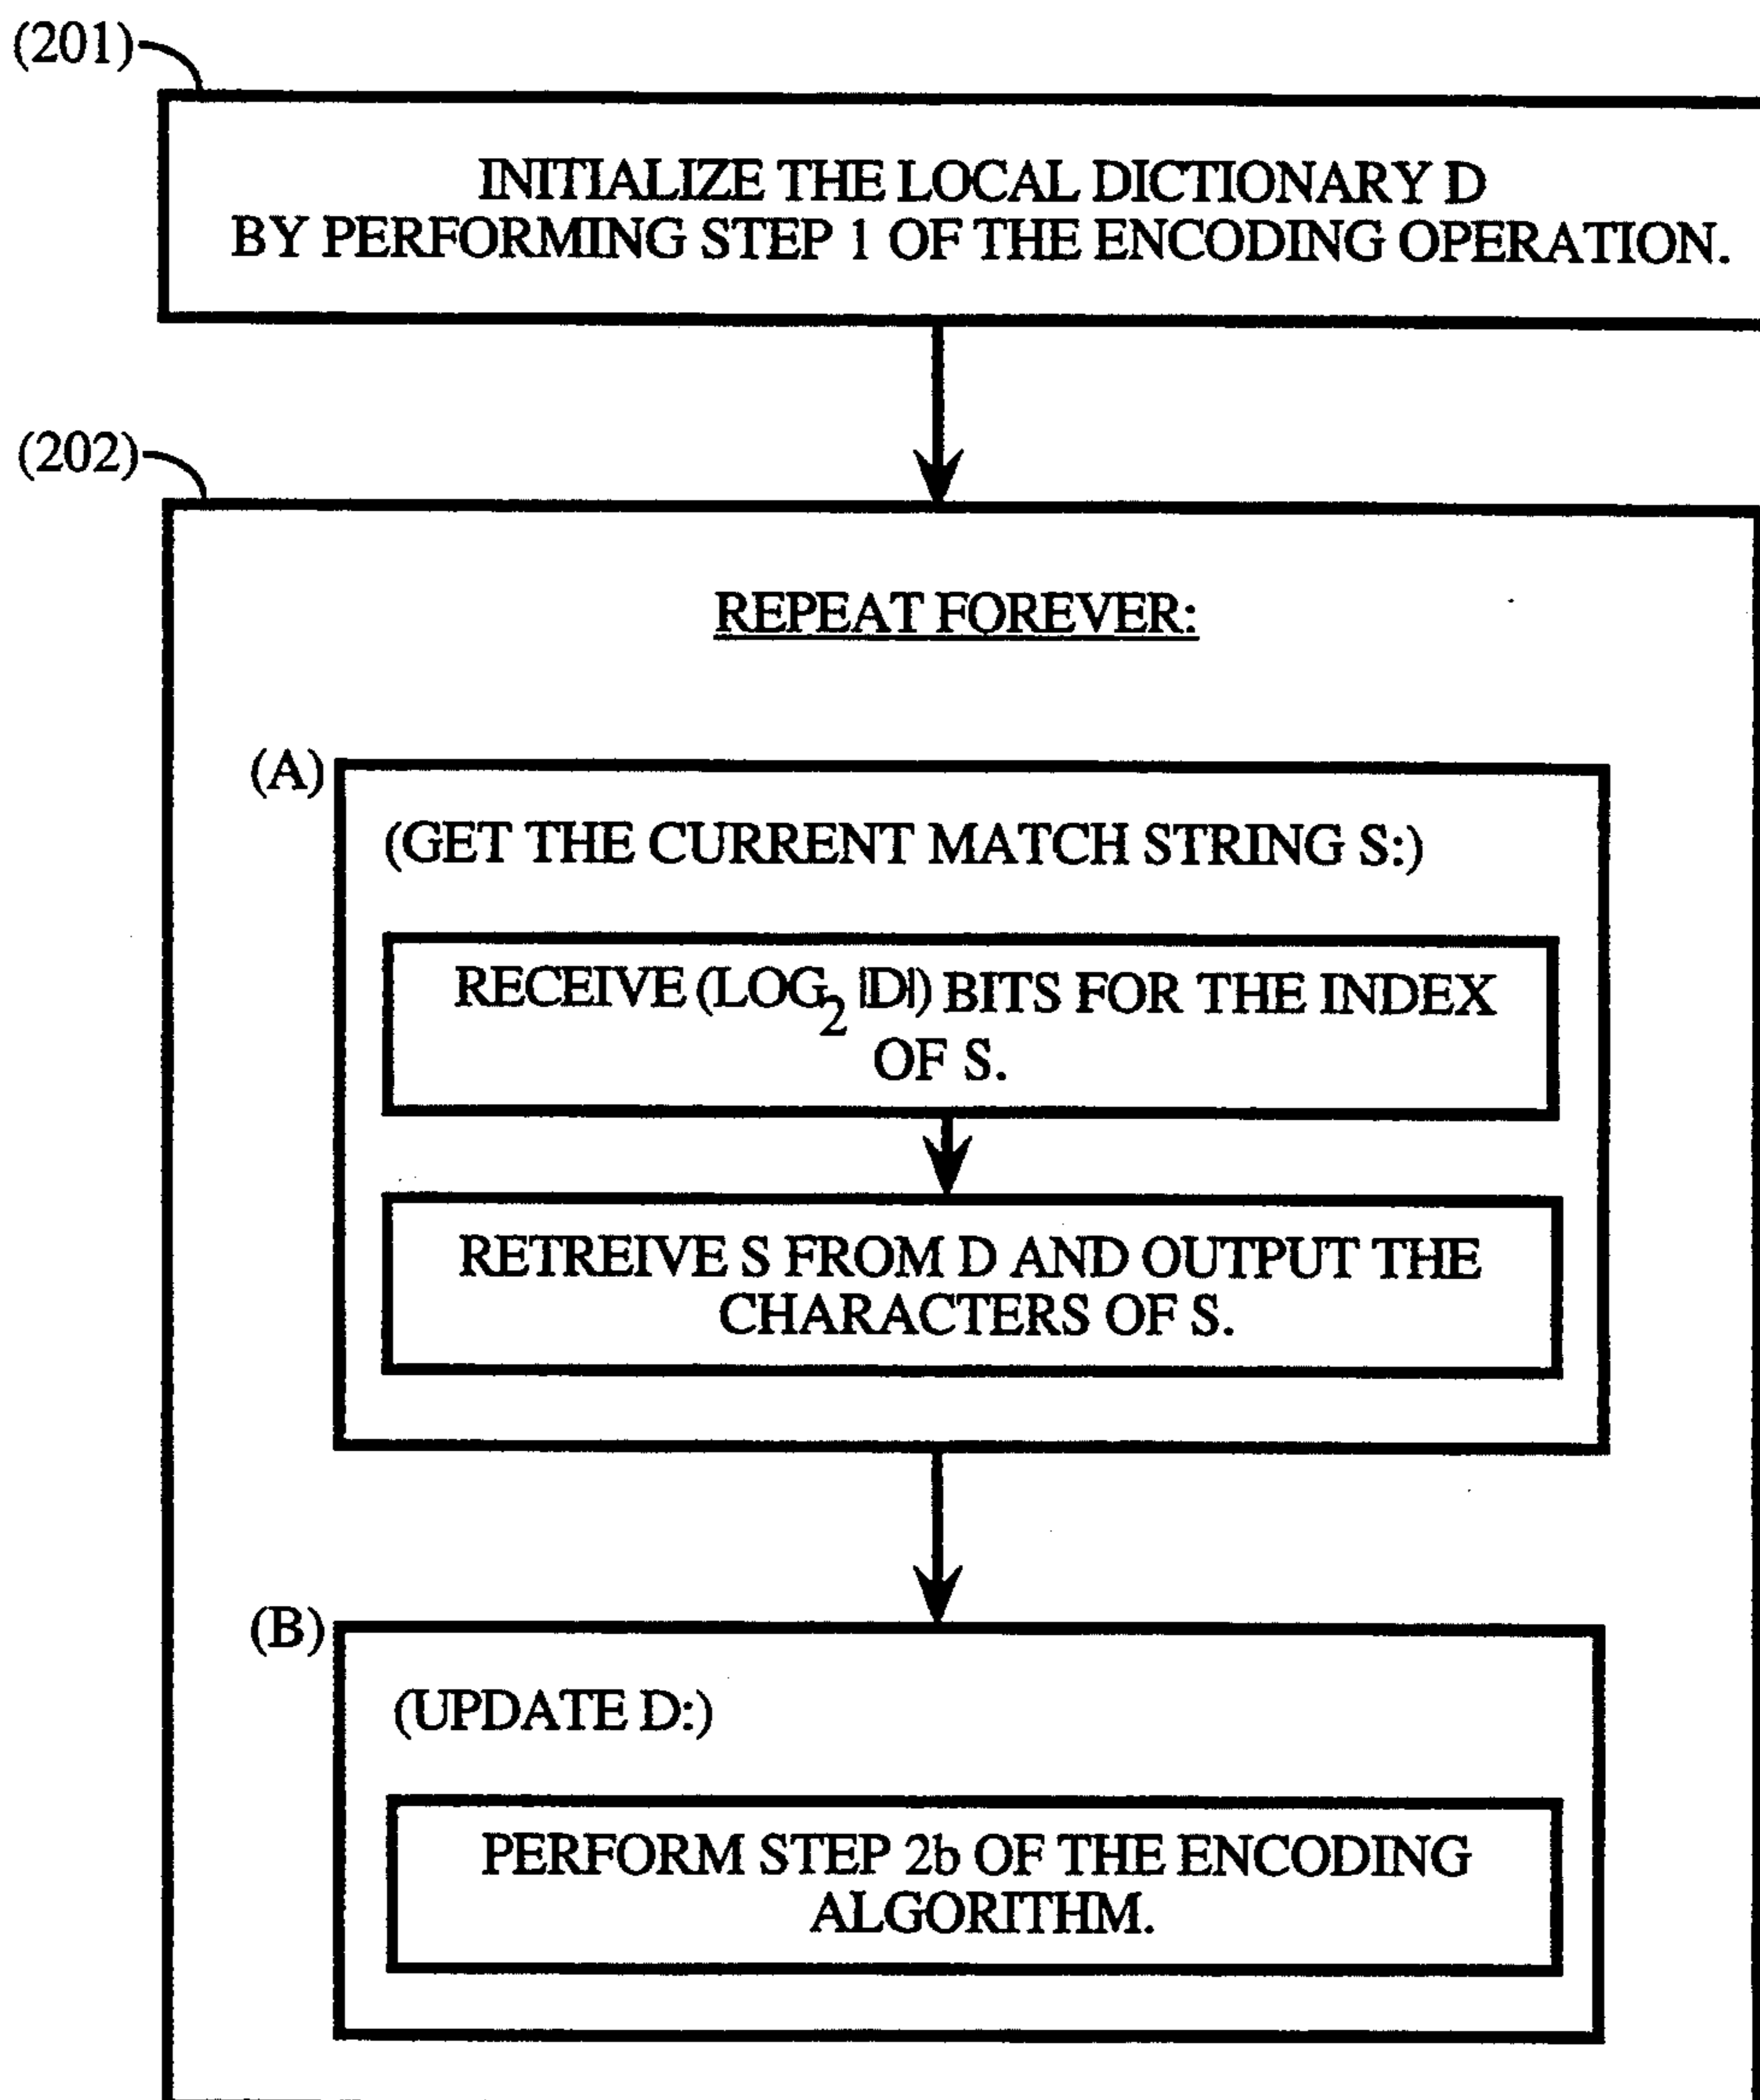 (201)
INITIALIZE THE LOCAL DICTIONARY D
BY PERFORMING STEP 1 OF THE ENCODING OPERATION.
(202)
REPEAT FOREVER:
(A)
(GET THE CURRENT MATCH STRING S:)
RECEIVE (LOG₂ |D|) BITS FOR THE INDEX
OF S.
RETREIVE S FROM D AND OUTPUT THE
CHARACTERS OF S.
(B)
(UPDATE D:)
PERFORM STEP 2b OF THE ENCODING
ALGORITHM.